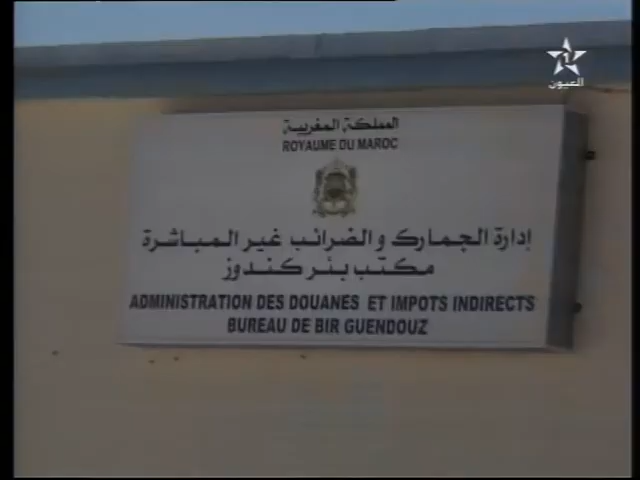 العيون
المملكة المغربية
ROYAUME DU MAROC
إدارة الجمارك والضرائب غير المباشرة
مكتب بئر كندوز
ADMINISTRATION DES DOUANES ET IMPOTS INDIRECTS
BUREAU DE BIR GUENDOUZ